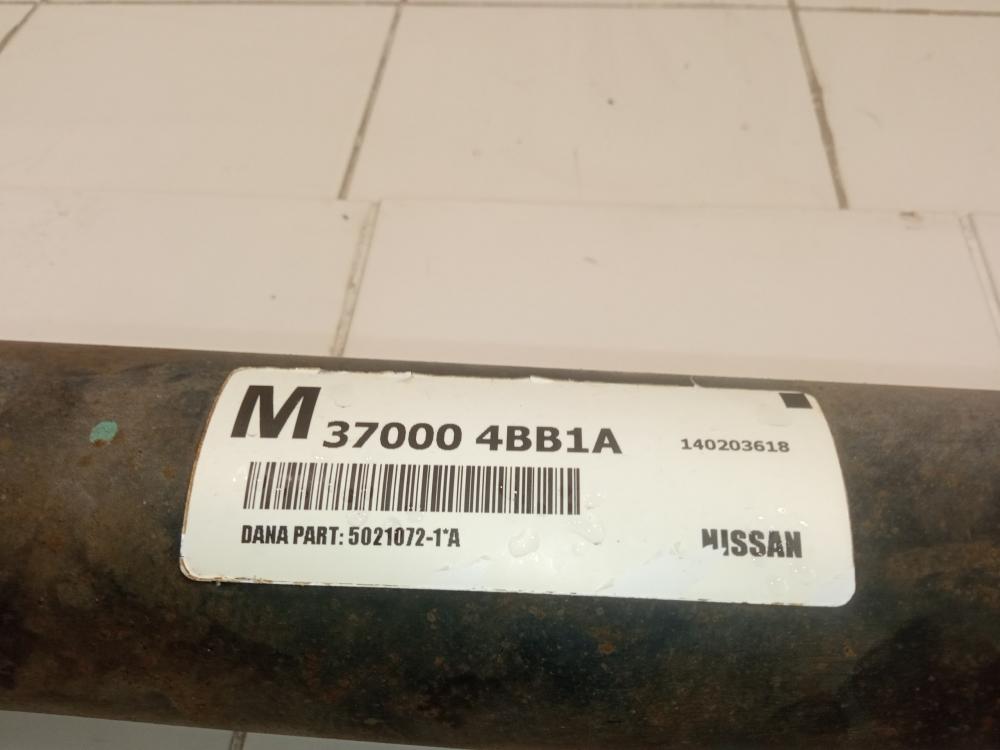 M 37000 4BB1A 140203618
DANA PART: 5021072-1*A
NISSAN